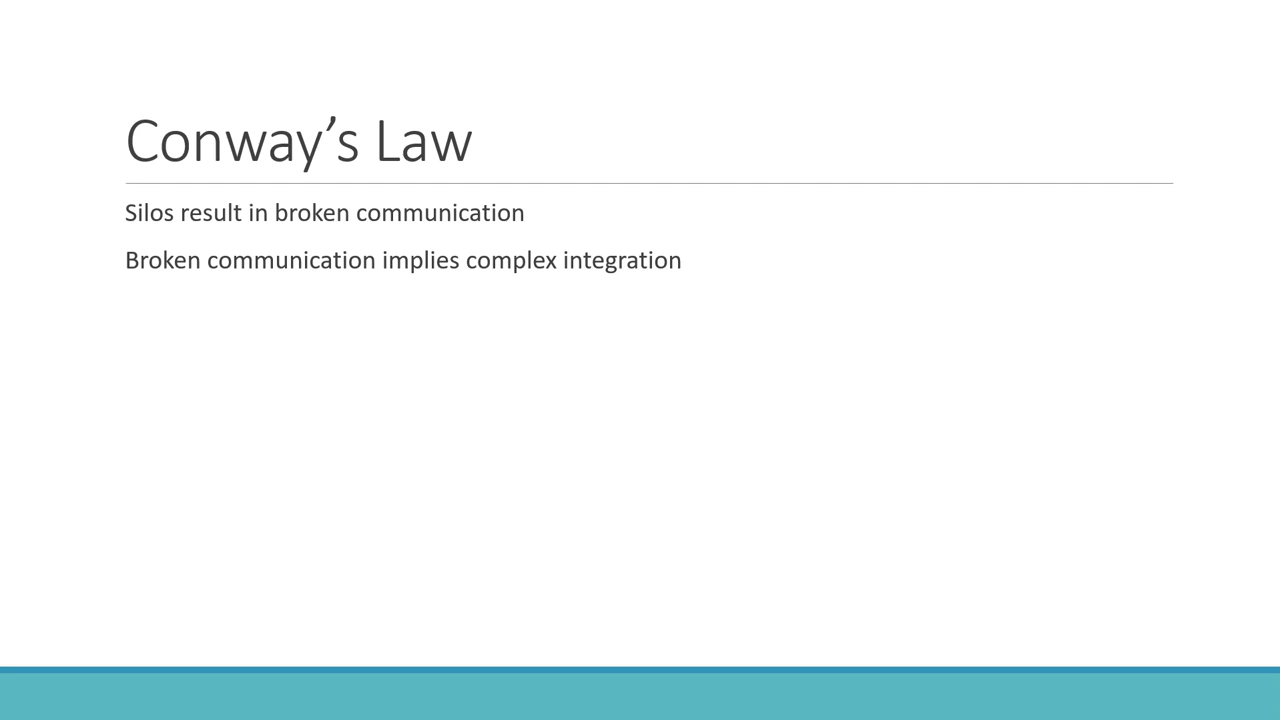 Conway’s Law
Silos result in broken communication
Broken communication implies complex integration